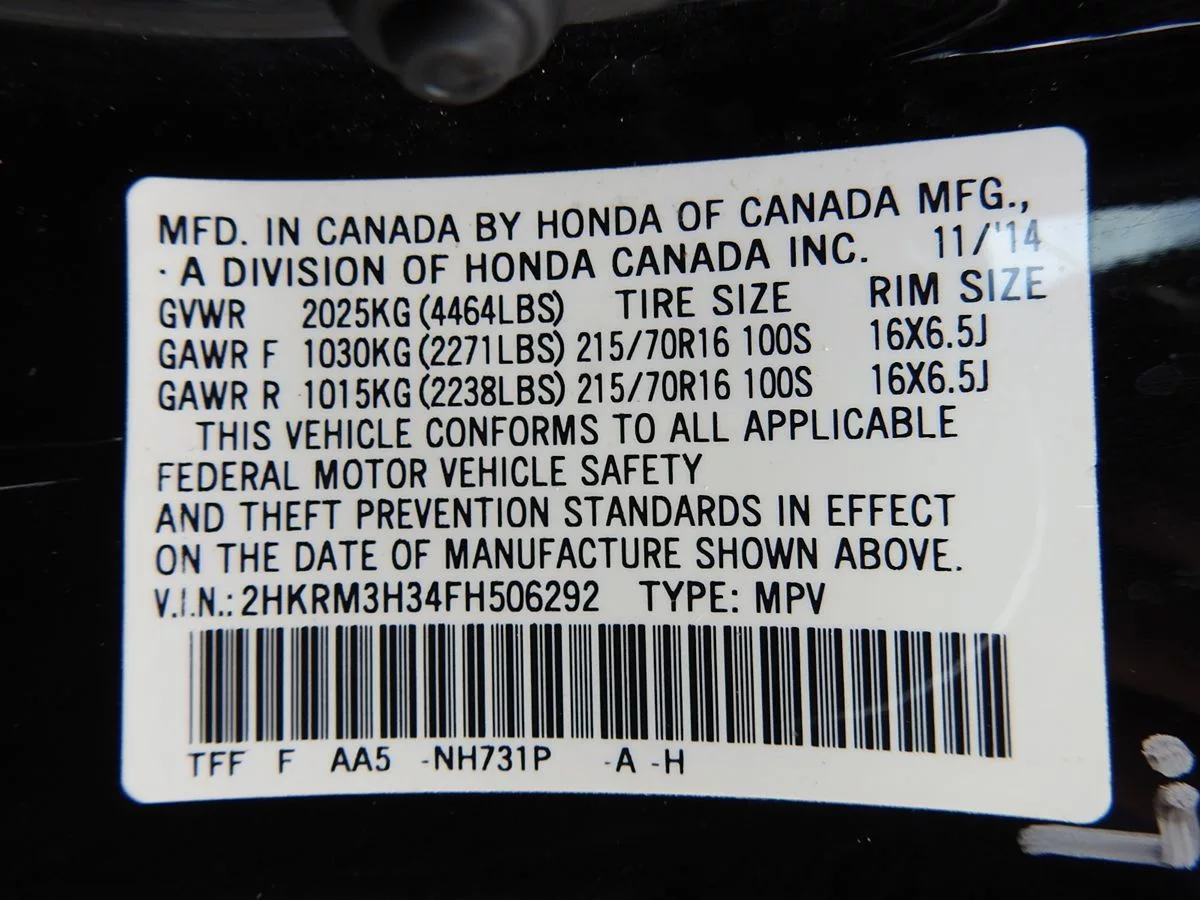 MFD. IN CANADA BY HONDA OF CANADA MFG.,
· A DIVISION OF HONDA CANADA INC. 11/'14
GVWR 2025KG (4464LBS) TIRE SIZE RIM SIZE
GAWR F 1030KG (2271LBS) 215/70R16 100S 16X6.5J
GAWR R 1015KG (2238LBS) 215/70R16 100S 16X6.5J
THIS VEHICLE CONFORMS TO ALL APPLICABLE
FEDERAL MOTOR VEHICLE SAFETY
AND THEFT PREVENTION STANDARDS IN EFFECT
ON THE DATE OF MANUFACTURE SHOWN ABOVE.
V.I.N.: 2HKRM3H34FH506292 TYPE: MPV
TFF F AA5 -NH731P -A -H